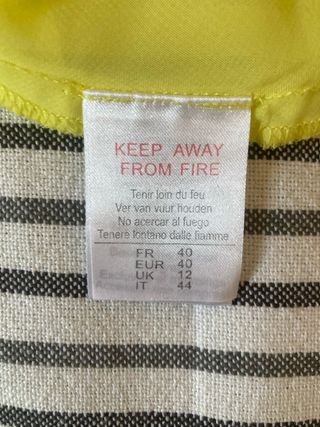 KEEP AWAY
FROM FIRE
Tenir loin du feu
Ver van vuur houden
No acercar al fuego
Tenere lontano dalle fiamme
FR 40
EUR 40
UK 12
IT 44